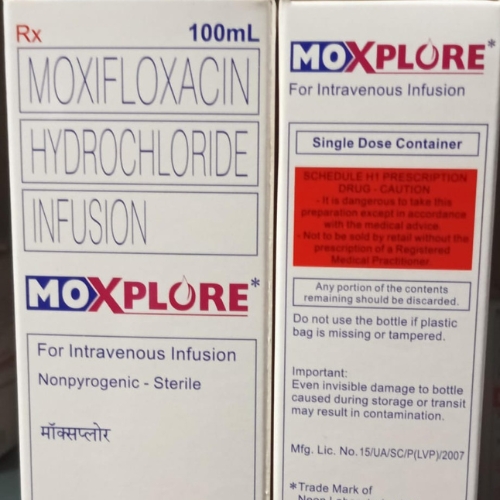 Rx 100mL
MOXIFLOXACIN
HYDROCHLORIDE
INFUSION
MOXPLORE*
For Intravenous Infusion
Nonpyrogenic - Sterile
मॉक्सप्लोर
MOXPLORE*
For Intravenous Infusion
Single Dose Container
SCHEDULE H1 PRESCRIPTION
DRUG - CAUTION
- It is dangerous to take this
preparation except in accordance
with the medical advice.
- Not to be sold by retail without the
prescription of a Registered
Medical Practitioner.
Any portion of the contents
remaining should be discarded.
Do not use the bottle if plastic
bag is missing or tampered.
Important:
Even invisible damage to bottle
caused during storage or transit
may result in contamination.
Mfg. Lic. No. 15/UA/SC/P(LVP)/2007
*Trade Mark of